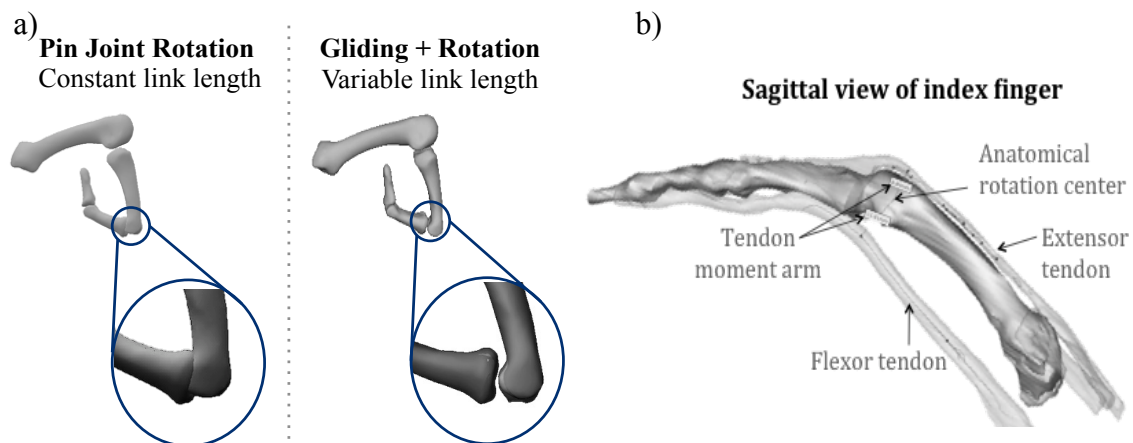 a)
Pin Joint Rotation
Constant link length
Gliding + Rotation
Variable link length
b)
Sagittal view of index finger
Anatomical
rotation center
Tendon
moment arm
Extensor
tendon
Flexor tendon